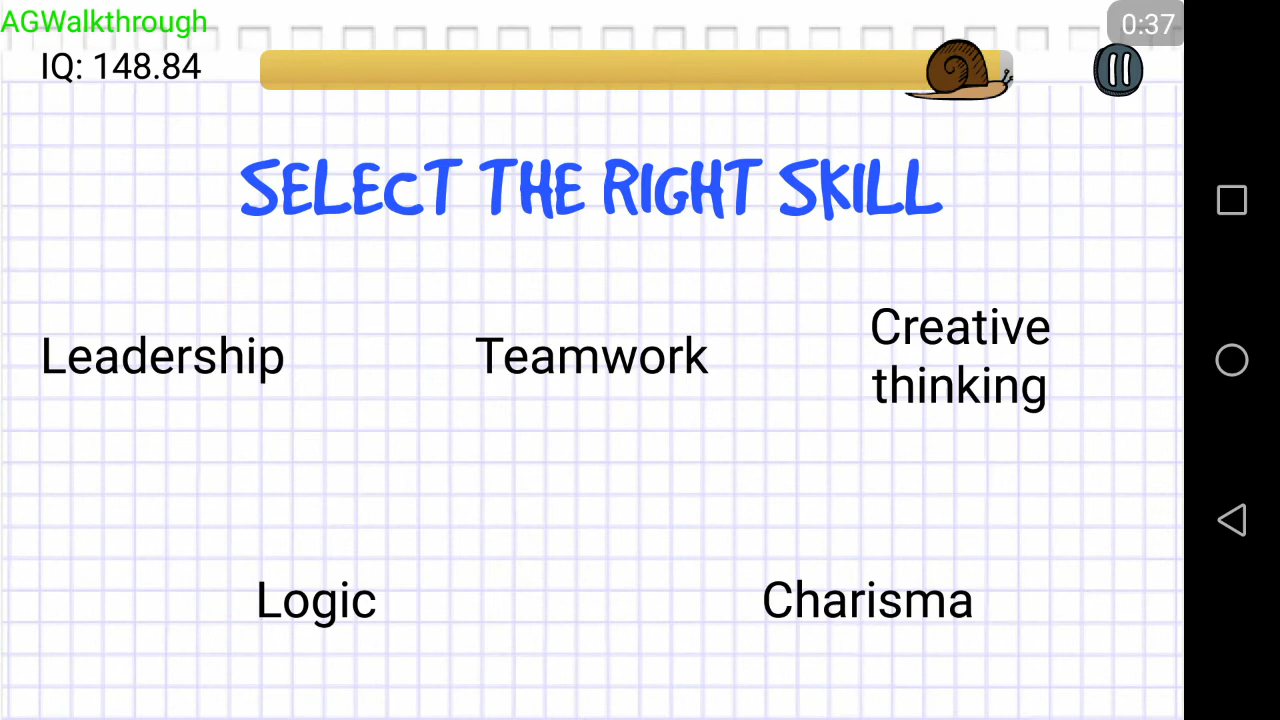 AGWalkthrough
0:37
IQ: 148.84
SELECT THE RIGHT SKILL
Leadership
Teamwork
Creative
thinking
Logic
Charisma